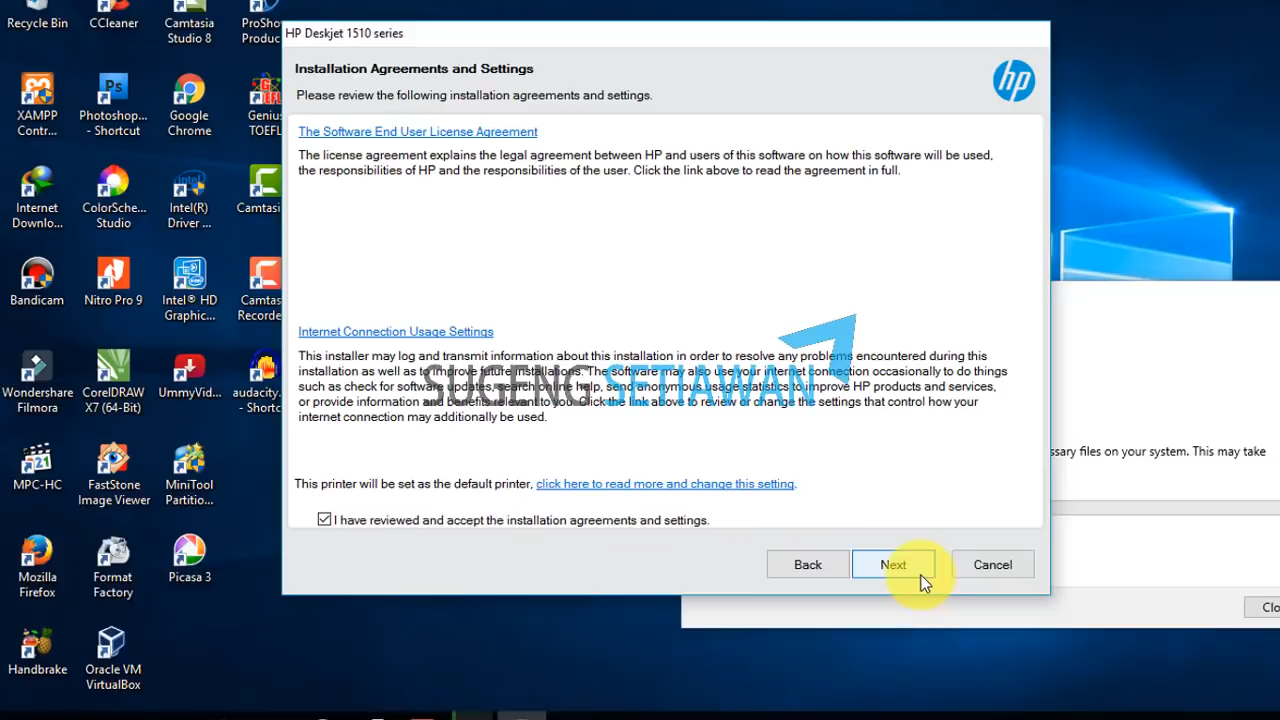 Recycle Bin
CCleaner
Camtasia
Studio 8
ProSho
Produc
HP Deskjet 1510 series
Installation Agreements and Settings
Please review the following installation agreements and settings.
hp
The Software End User License Agreement
The license agreement explains the legal agreement between HP and users of this software on how this software will be used,
the responsibilities of HP and the responsibilities of the user. Click the link above to read the agreement in full.
Internet Connection Usage Settings
This installer may log and transmit information about this installation in order to resolve any problems encountered during this
installation as well as to improve future installations. The software may also use your internet connection occasionally to do things
such as check for software updates, search online help, send anonymous usage statistics to improve HP products and services,
or provide information and benefits relevant to you. Click the link above to review or change the settings that control how your
internet connection may additionally be used.
SUGENG SETIAWAN
This printer will be set as the default printer, click here to read more and change this setting.
I have reviewed and accept the installation agreements and settings.
Back
Next
Cancel
XAMPP
Contr...
Ps
Photoshop...
- Shortcut
Google
Chrome
Genius
TOEFL
Internet
Downlo...
ColorSche...
Studio
intel
Intel(R)
Driver ...
Camtasi
Bandicam
Nitro Pro 9
Intel® HD
Graphic...
Camtas
Recorde
Wondershare
Filmora
CorelDRAW
X7 (64-Bit)
UmmyVid...
audacity.
- Shortc
321
MPC-HC
FastStone
Image Viewer
MiniTool
Partitio...
Mozilla
Firefox
Format
Factory
Picasa 3
Handbrake
Oracle VM
VirtualBox
ssary files on your system. This may take
Clo